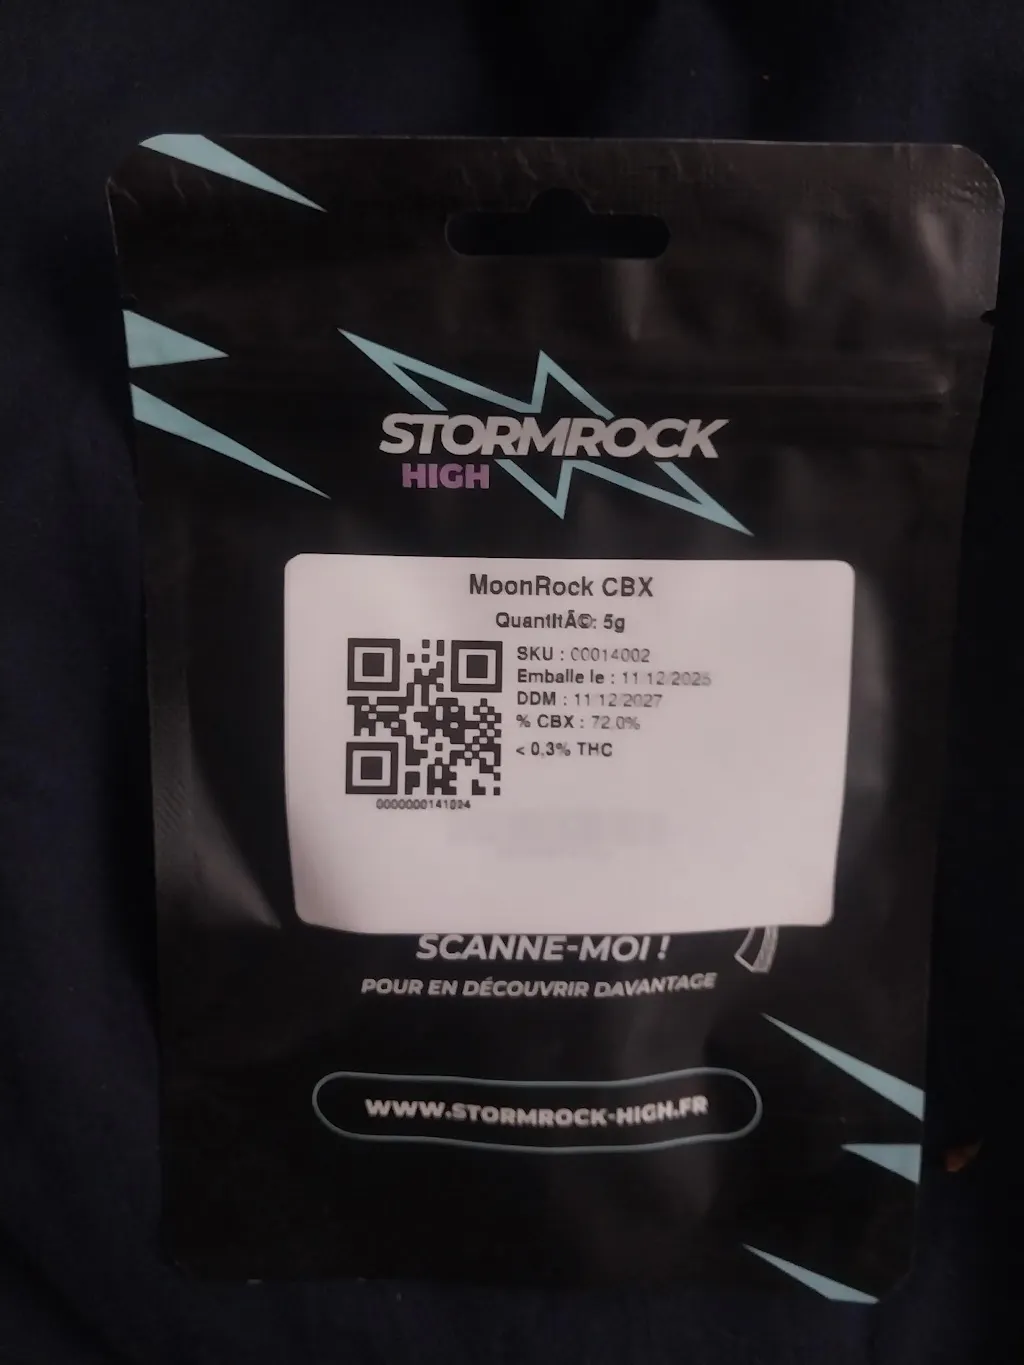 STORMROCK
HIGH
MoonRock CBX
QuantitÃ©: 5g
SKU : 00014002
Emballe le : 11/12/2025
DDM : 11/12/2027
% CBX : 72.0%
< 0,3% THC
0000000141024
SCANNE-MOI !
POUR EN DÉCOUVRIR DAVANTAGE
WWW.STORMROCK-HIGH.FR